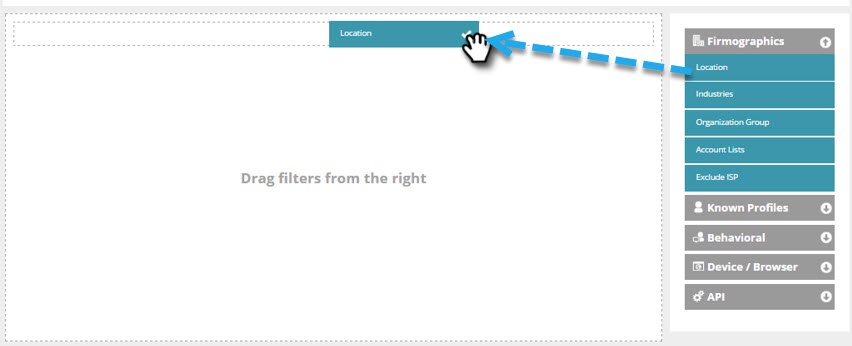 Location
Drag filters from the right
Firmographics
Location
Industries
Organization Group
Account Lists
Exclude ISP
Known Profiles
Behavioral
Device / Browser
API